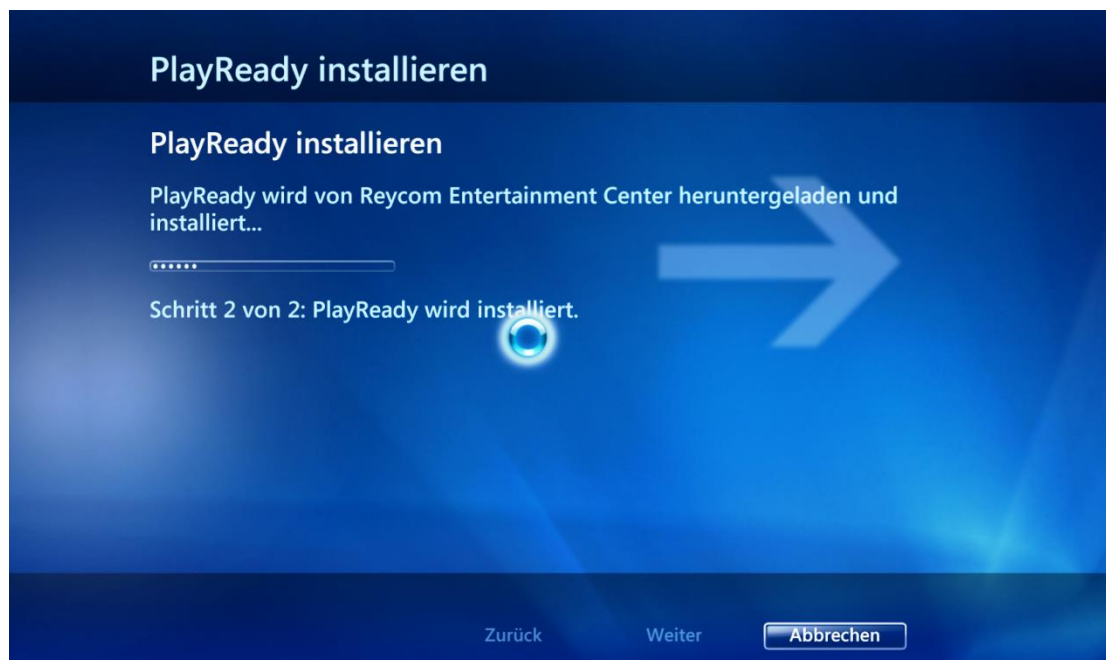 PlayReady installieren
PlayReady installieren
PlayReady wird von Reycom Entertainment Center heruntergeladen und
installiert...
Schritt 2 von 2: PlayReady wird installiert.
Zurück Weiter Abbrechen